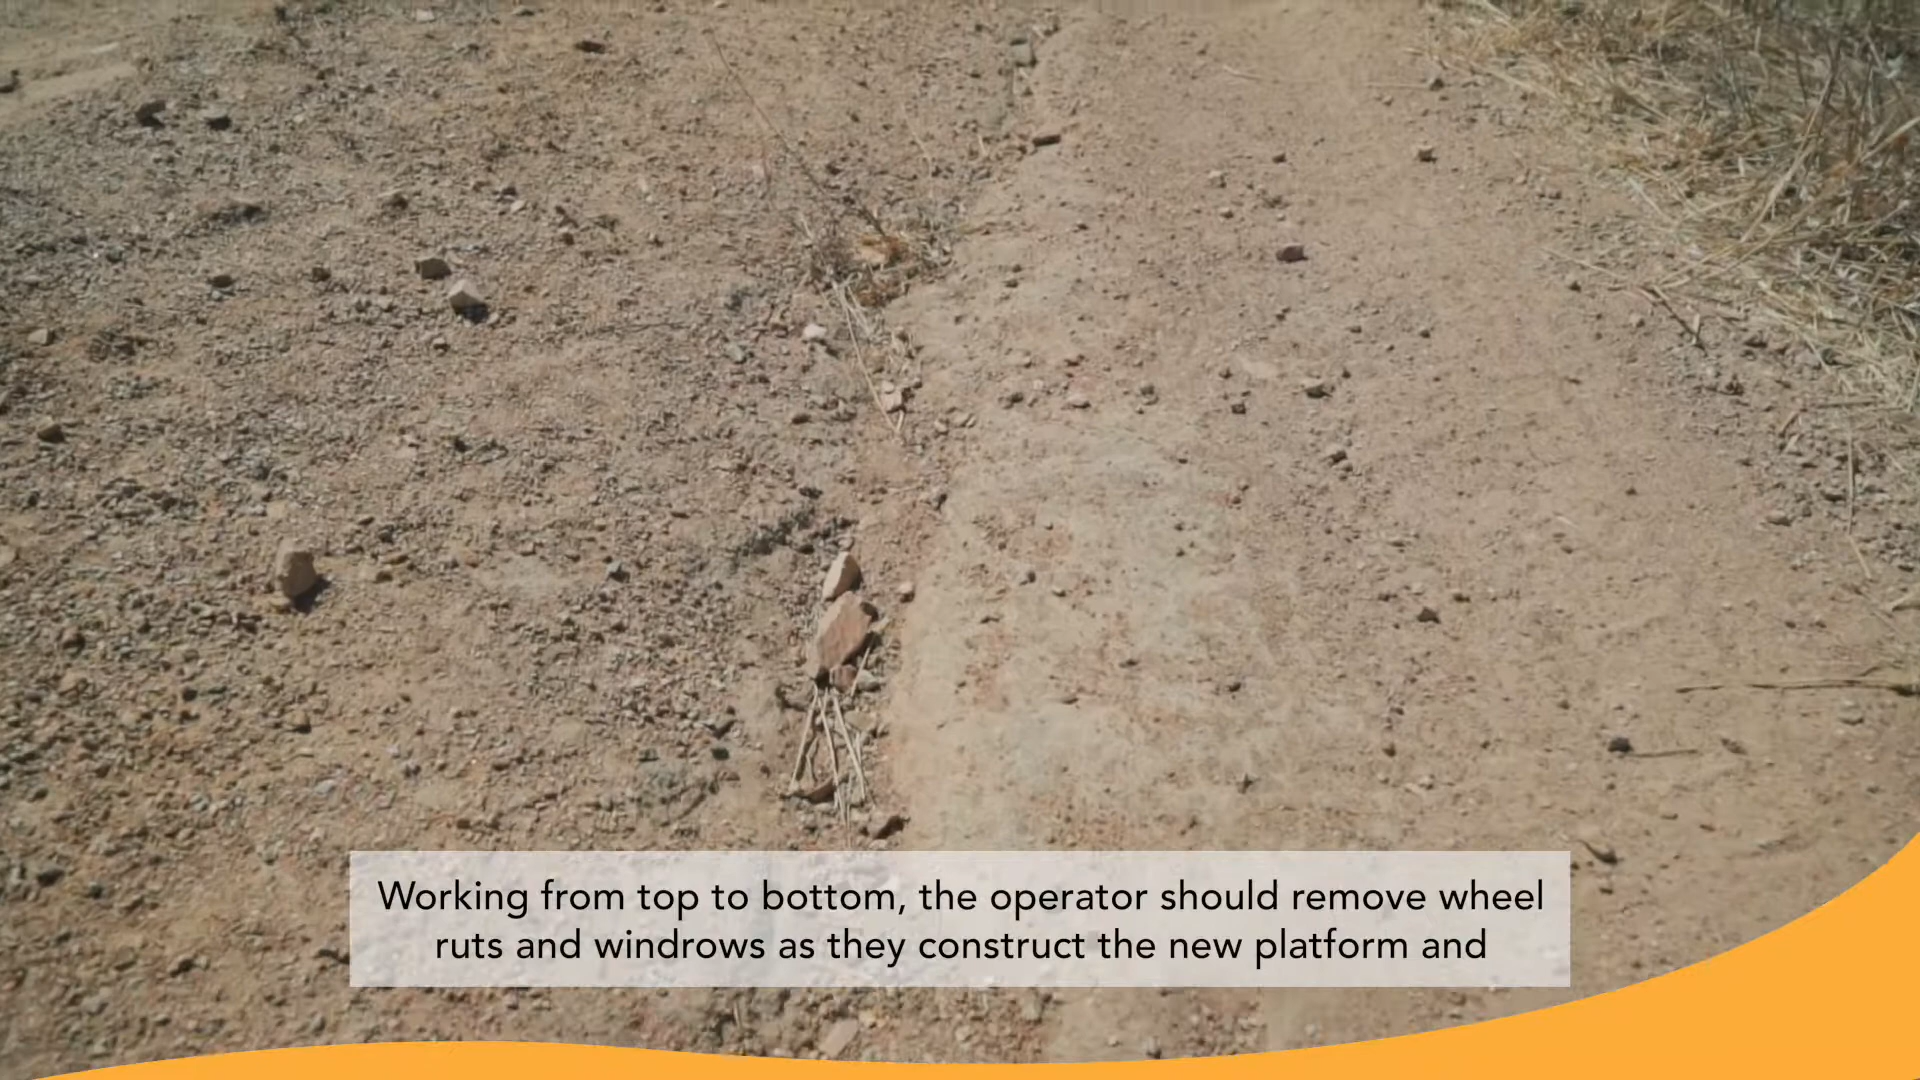 Working from top to bottom, the operator should remove wheel
ruts and windrows as they construct the new platform and